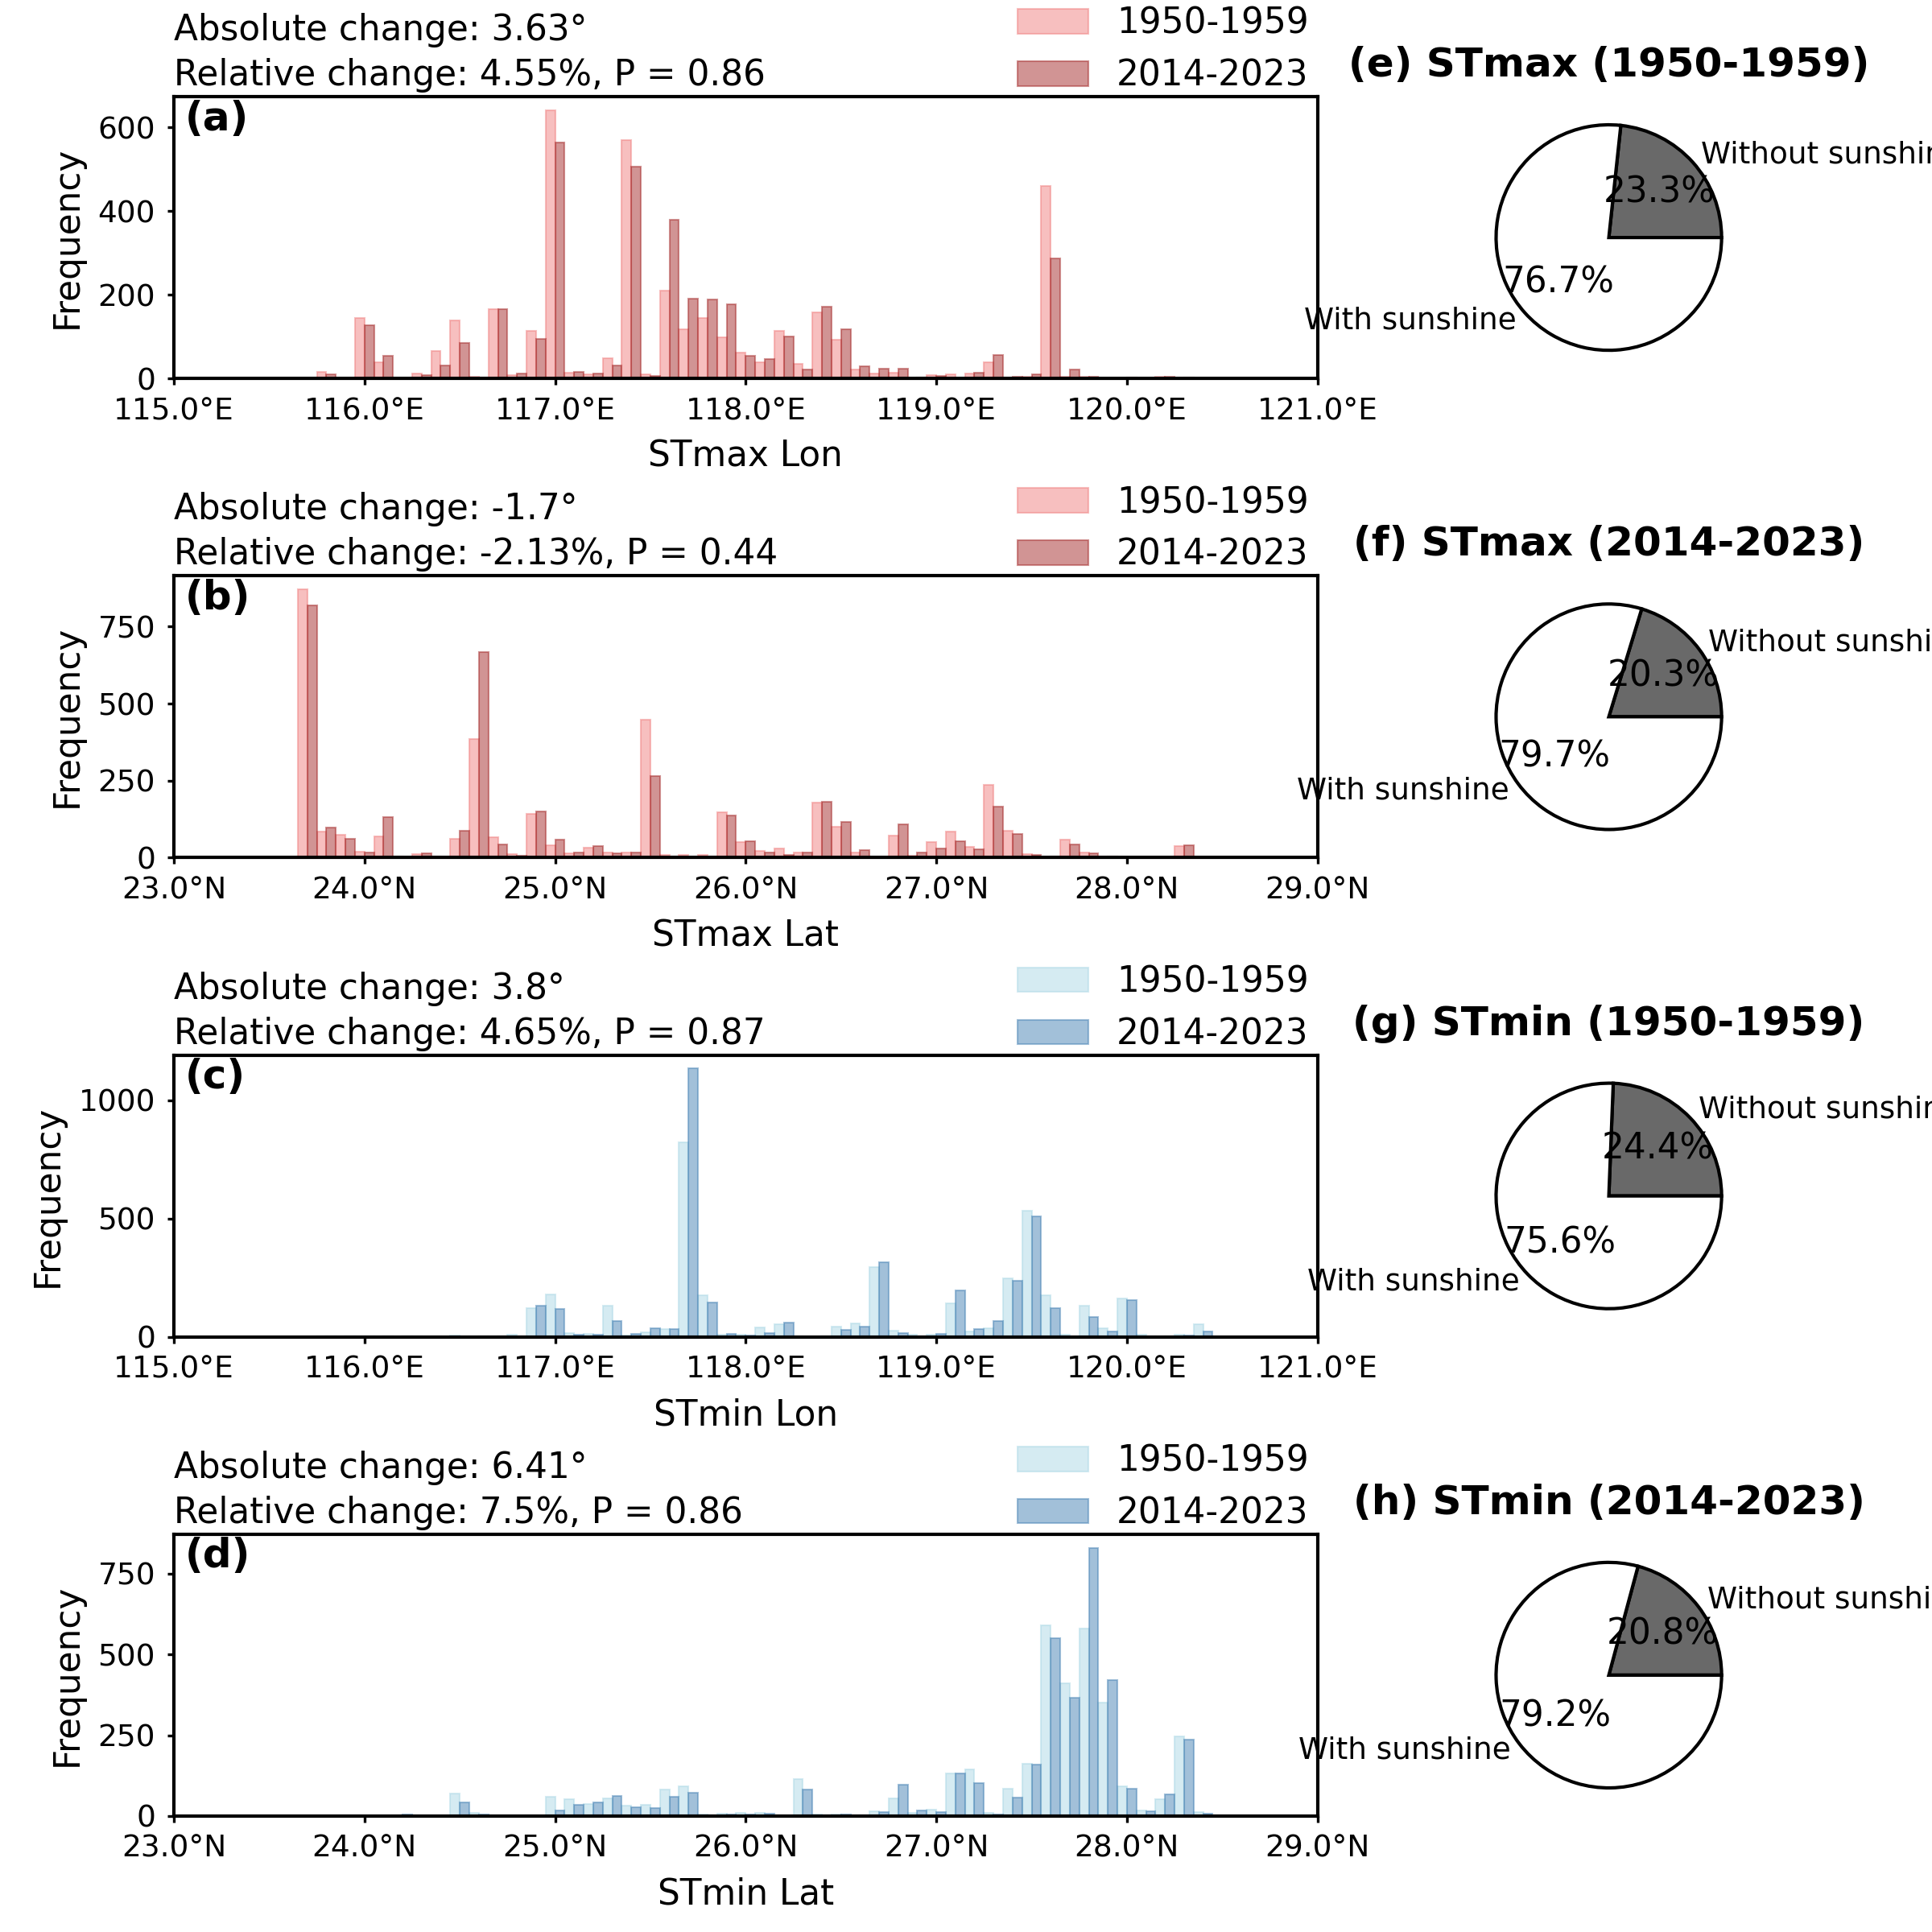 Absolute change: 3.63°
Relative change: 4.55%, P = 0.86
1950-1959
2014-2023
(a)
Frequency
600
400
200
0
115.0°E 116.0°E 117.0°E 118.0°E 119.0°E 120.0°E 121.0°E
STmax Lon
(e) STmax (1950-1959)
Without sunshin
23.3%
76.7%
With sunshine
Absolute change: -1.7°
Relative change: -2.13%, P = 0.44
1950-1959
2014-2023
(b)
Frequency
750
500
250
0
23.0°N 24.0°N 25.0°N 26.0°N 27.0°N 28.0°N 29.0°N
STmax Lat
(f) STmax (2014-2023)
Without sunshi
20.3%
79.7%
With sunshine
Absolute change: 3.8°
Relative change: 4.65%, P = 0.87
1950-1959
2014-2023
(c)
Frequency
1000
500
0
115.0°E 116.0°E 117.0°E 118.0°E 119.0°E 120.0°E 121.0°E
STmin Lon
(g) STmin (1950-1959)
Without sunshin
24.4%
75.6%
With sunshine
Absolute change: 6.41°
Relative change: 7.5%, P = 0.86
1950-1959
2014-2023
(d)
Frequency
750
500
250
0
23.0°N 24.0°N 25.0°N 26.0°N 27.0°N 28.0°N 29.0°N
STmin Lat
(h) STmin (2014-2023)
Without sunshi
20.8%
79.2%
With sunshine